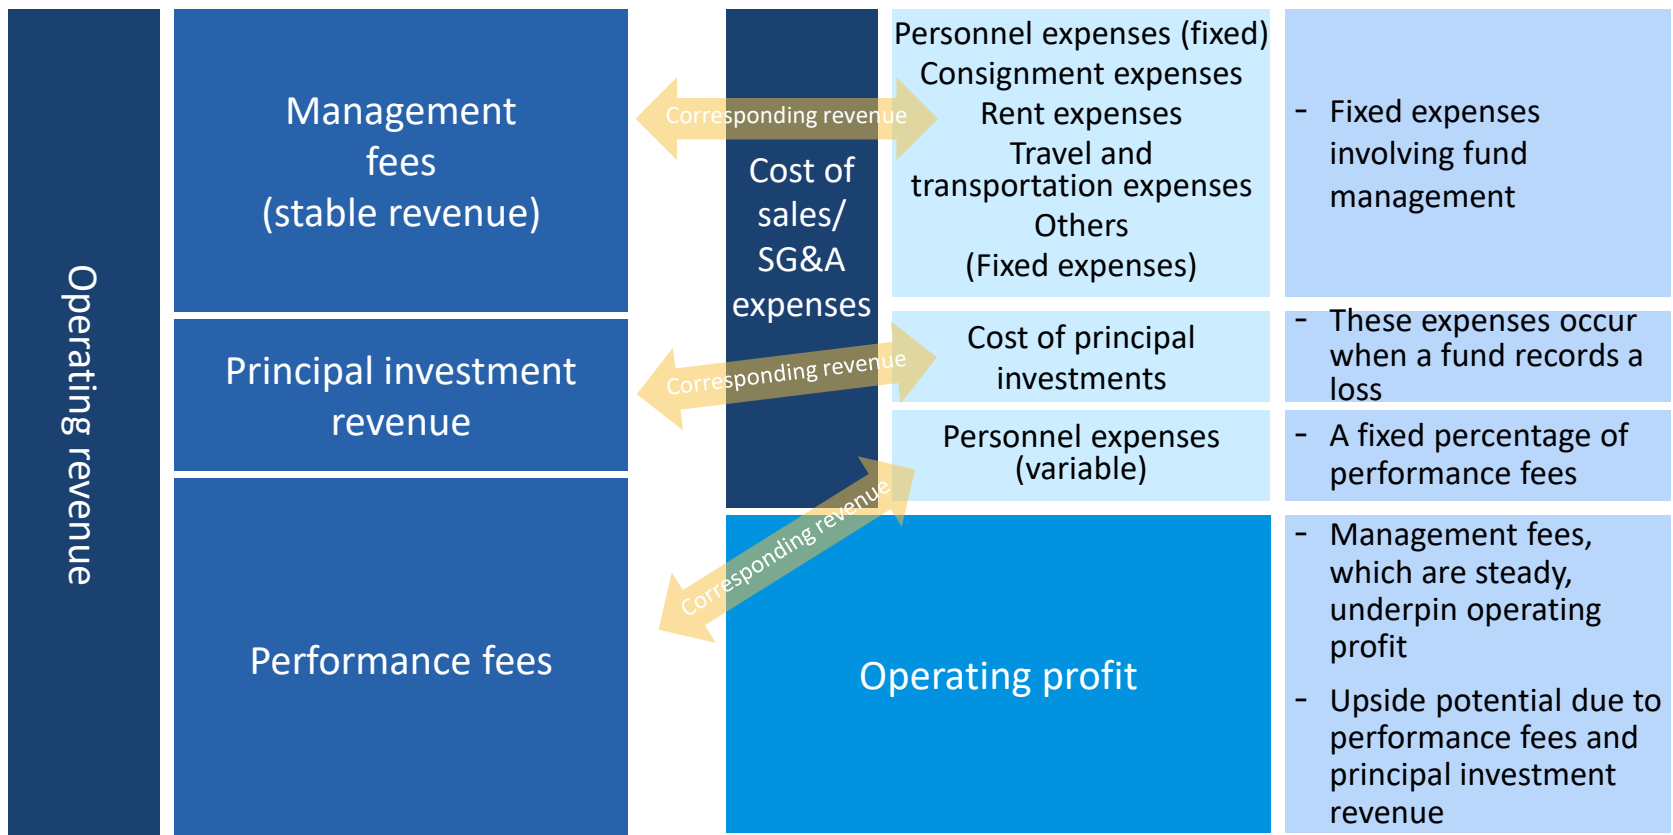 Operating revenue
Management
fees
(stable revenue)
Principal investment
revenue
Performance fees
Corresponding revenue
Corresponding revenue
Corresponding revenue
Cost of
sales/
SG&A
expenses
Personnel expenses (fixed)
Consignment expenses
Rent expenses
Travel and
transportation expenses
Others
(Fixed expenses)
Cost of principal
investments
Personnel expenses
(variable)
Operating profit
- Fixed expenses
involving fund
management
- These expenses occur
when a fund records a
loss
- A fixed percentage of
performance fees
- Management fees,
which are steady,
underpin operating
profit
- Upside potential due to
performance fees and
principal investment
revenue